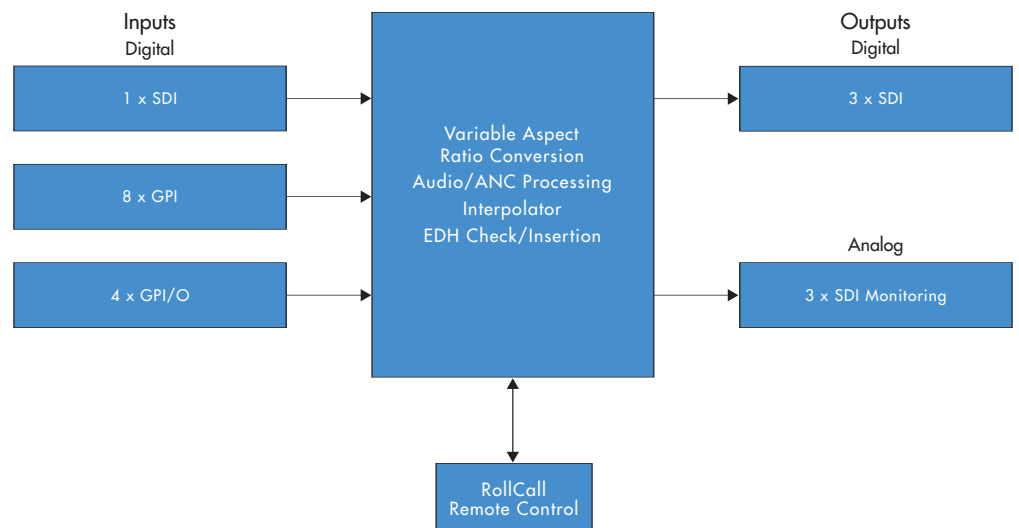 Inputs
Digital
1 x SDI
8 x GPI
4 x GPI/O
Variable Aspect
Ratio Conversion
Audio/ANC Processing
Interpolator
EDH Check/Insertion
Outputs
Digital
3 x SDI
Analog
3 x SDI Monitoring
RollCall
Remote Control